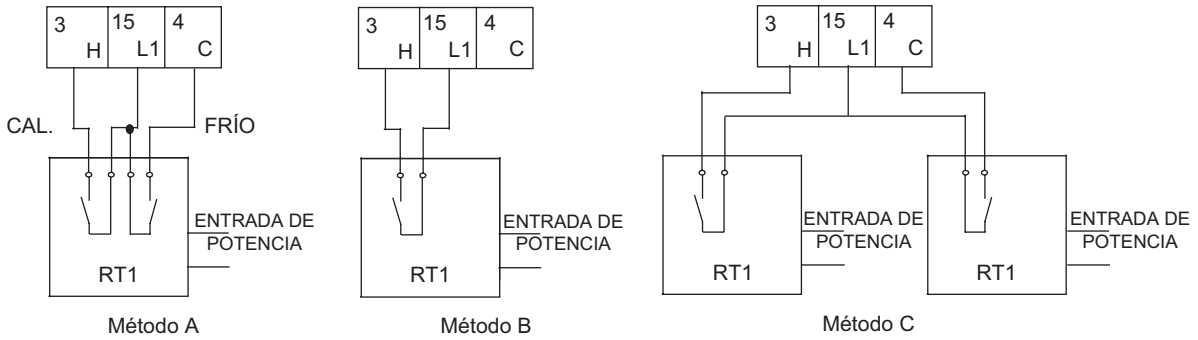 3 15 4
H L1 C
CAL. FRÍO
ENTRADA DE
POTENCIA
RT1
Método A
3 15 4
H L1 C
ENTRADA DE
POTENCIA
RT1
Método B
3 15 4
H L1 C
ENTRADA DE
POTENCIA
RT1
ENTRADA DE
POTENCIA
RT1
Método C